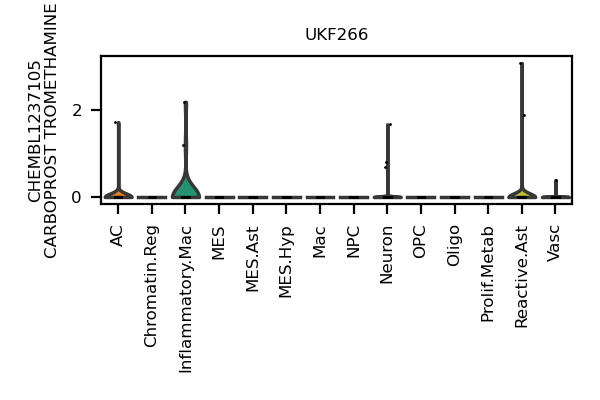 UKF266
CHEMBL1237105
CARBOPROST TROMETHAMINE
2
0
AC
Chromatin.Reg
Inflammatory.Mac
MES
MES.Ast
MES.Hyp
Mac
NPC
Neuron
OPC
Oligo
Prolif.Metab
Reactive.Ast
Vasc